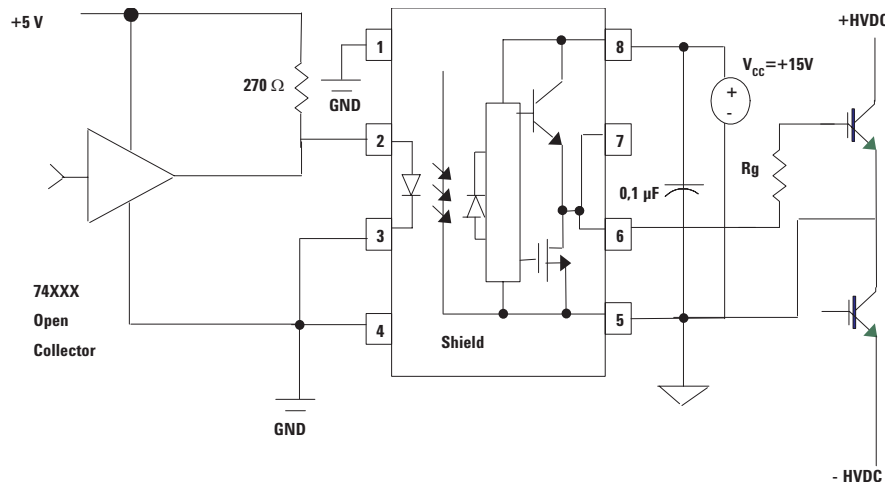 +5 V
270 Ω
GND
1
2
3
4
8
7
6
5
Shield
74XXX
Open
Collector
GND
0,1 µF
V_CC=+15V
+
-
Rg
+HVDC
- HVDC